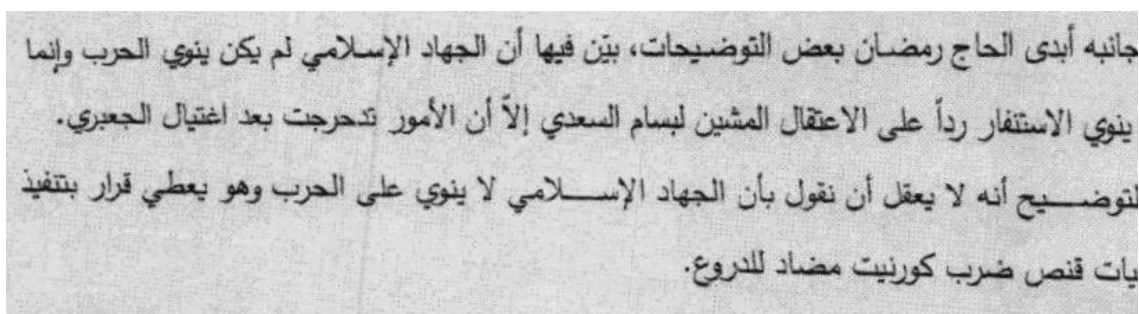 جانبه أبدى الحاج رمضان بعض التوضيحات، بيّن فيها أن الجهاد الإسلامي لم يكن ينوي الحرب وإنما
ينوي الاستنفار رداً على الاعتقال المشين لبسام السعدي إلاّ أن الأمور تدحرجت بعد اغتيال الجعبري.
لتوضيح أنه لا يعقل أن نقول بأن الجهاد الإسلامي لا ينوي على الحرب وهو يعطي قرار بتنفيذ
يات قنص ضرب كورنيت مضاد للدروع.